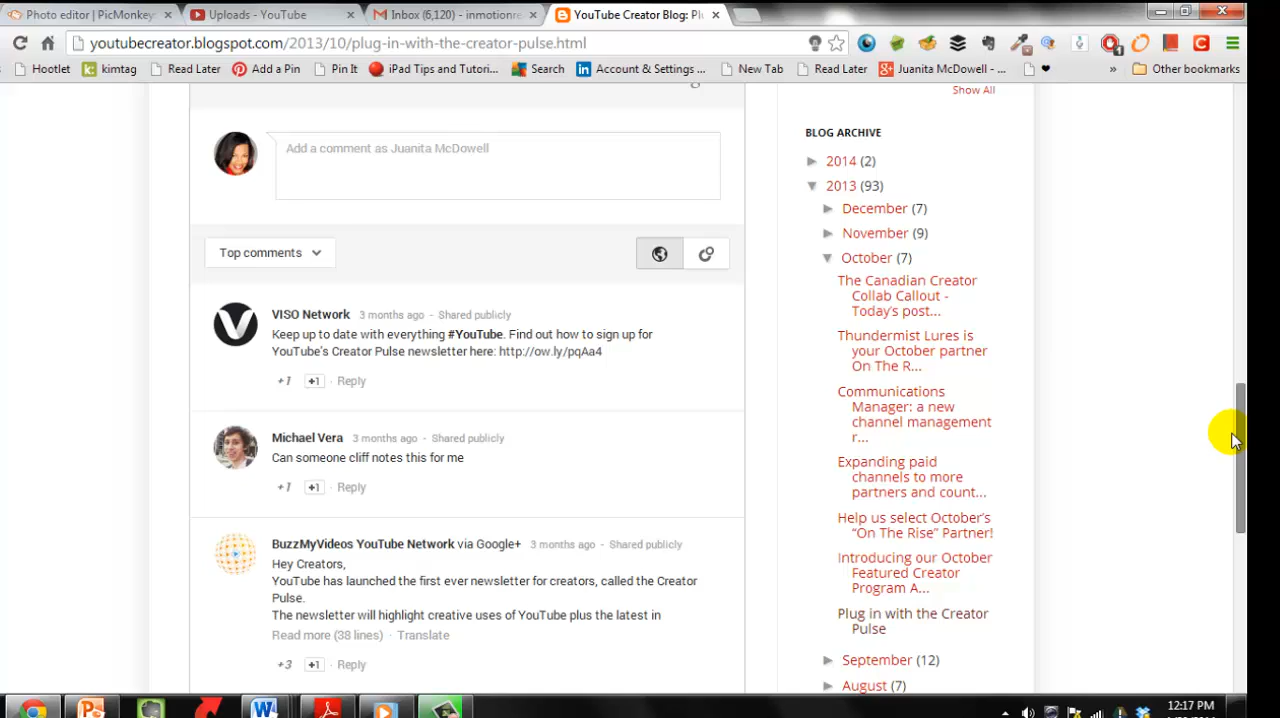 Photo editor | PicMonkey:
Uploads - YouTube
Inbox (6,120) - inmotionre
YouTube Creator Blog: Plu
youtubecreator.blogspot.com/2013/10/plug-in-with-the-creator-pulse.html
Hootlet
kimtag
Read Later
Add a Pin
Pin It
iPad Tips and Tutori...
Search
Account & Settings ...
New Tab
Read Later
Juanita McDowell - ...
»
Other bookmarks
Show All
Add a comment as Juanita McDowell
Top comments
VISO Network 3 months ago - Shared publicly
Keep up to date with everything #YouTube. Find out how to sign up for
YouTube's Creator Pulse newsletter here: http://ow.ly/pqAa4
+1 +1 · Reply
Michael Vera 3 months ago - Shared publicly
Can someone cliff notes this for me
+1 +1 · Reply
BuzzMyVideos YouTube Network via Google+ 3 months ago - Shared publicly
Hey Creators,
YouTube has launched the first ever newsletter for creators, called the Creator
Pulse.
The newsletter will highlight creative uses of YouTube plus the latest in
Read more (38 lines) · Translate
+3 +1 · Reply
BLOG ARCHIVE
► 2014 (2)
▼ 2013 (93)
► December (7)
► November (9)
▼ October (7)
The Canadian Creator
Collab Callout -
Today's post...
Thundermist Lures is
your October partner
On The R...
Communications
Manager: a new
channel management
r...
Expanding paid
channels to more
partners and count...
Help us select October's
"On The Rise" Partner!
Introducing our October
Featured Creator
Program A...
Plug in with the Creator
Pulse
► September (12)
► August (7)
12:17 PM